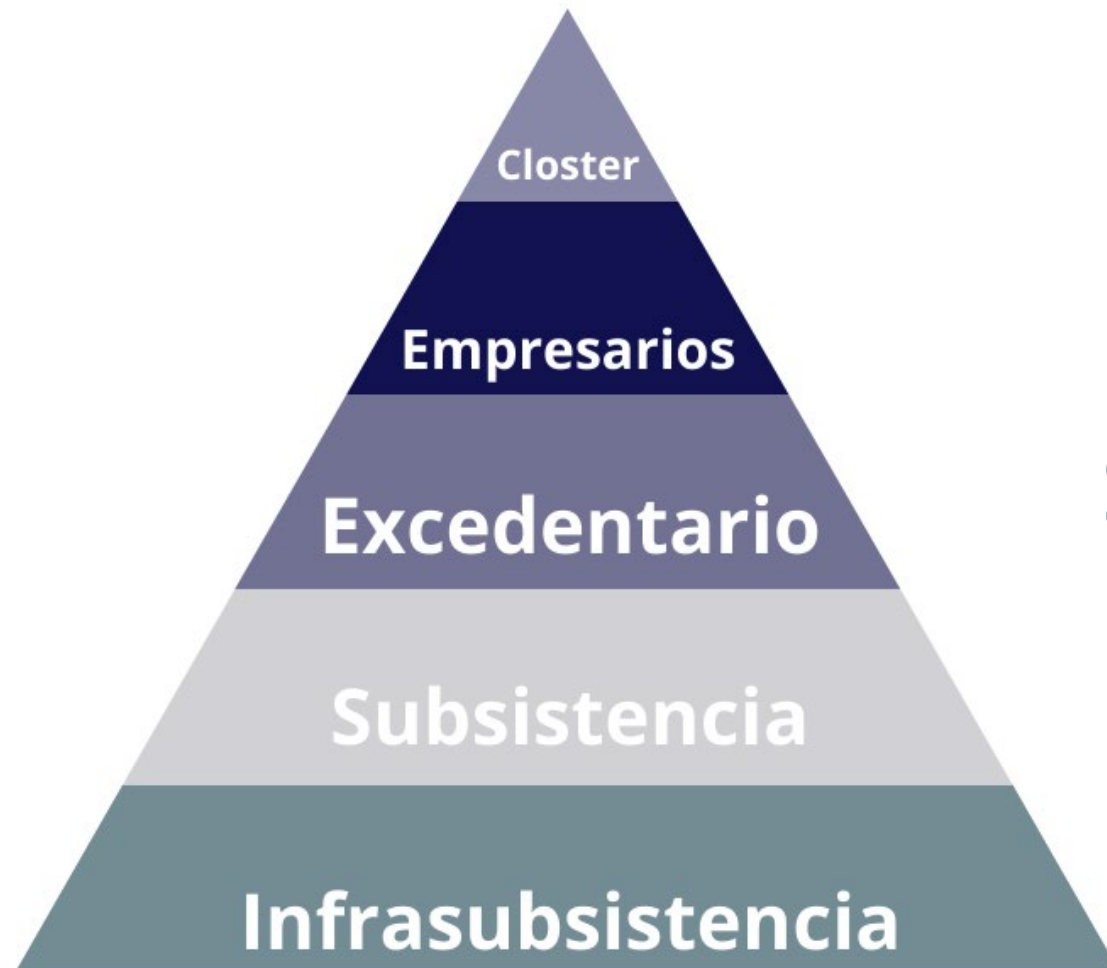 Closter
Empresarios
Excedentario
Subsistencia
Infrasubsistencia